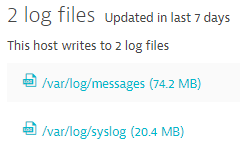 2 log files Updated in last 7 days
This host writes to 2 log files
/var/log/messages (74.2 MB)
/var/log/syslog (20.4 MB)